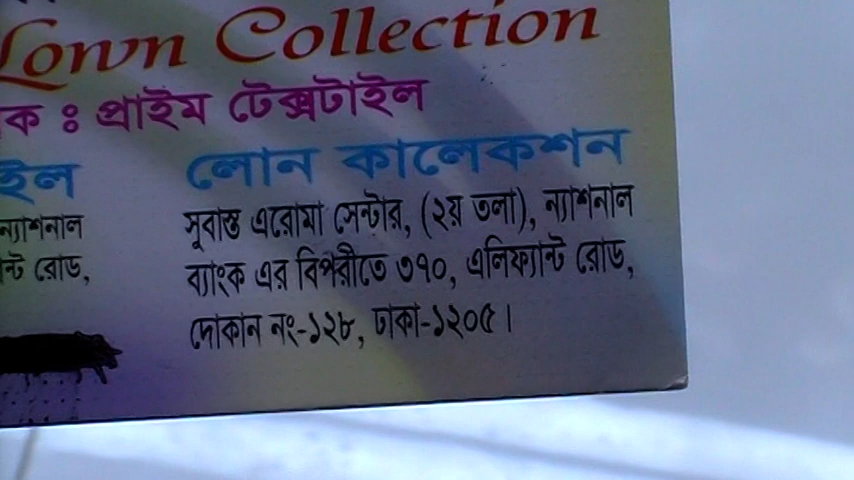 Lown Collection
ক : প্রাইম টেক্সটাইল
ইল
ন্যাশনাল
ন্ট রোড,
লোন কালেকশন
সুবাস্তু এরোমা সেন্টার, (২য় তলা), ন্যাশনাল
ব্যাংক এর বিপরীতে ৩৭০, এলিফ্যান্ট রোড,
দোকান নং-১২৮, ঢাকা-১২০৫।